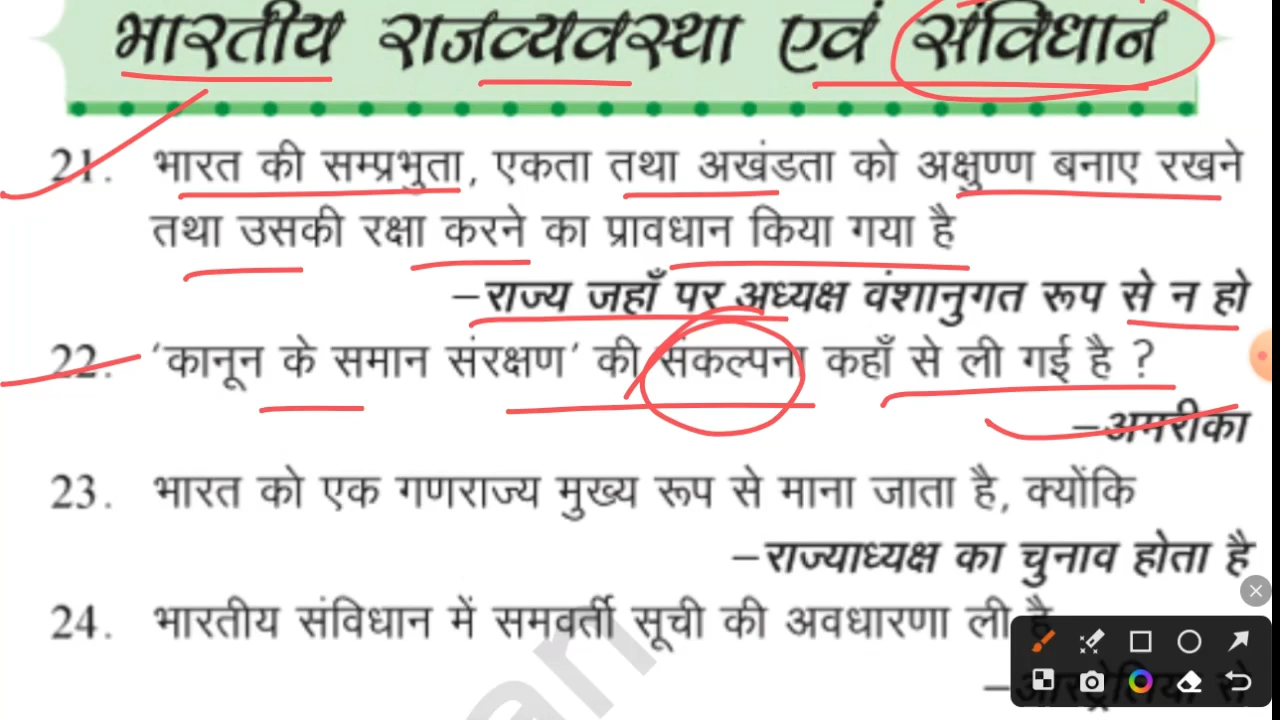 भारतीय राजव्यवस्था एवं संविधान
21. भारत की सम्प्रभुता, एकता तथा अखंडता को अक्षुण्ण बनाए रखने
तथा उसकी रक्षा करने का प्रावधान किया गया है
–राज्य जहाँ पर अध्यक्ष वंशानुगत रूप से न हो
22. ‘कानून के समान संरक्षण’ की संकल्पना कहाँ से ली गई है ?
–अमरीका
23. भारत को एक गणराज्य मुख्य रूप से माना जाता है, क्योंकि
–राज्याध्यक्ष का चुनाव होता है
24. भारतीय संविधान में समवर्ती सूची की अवधारणा ली है
–आस्ट्रेलिया से